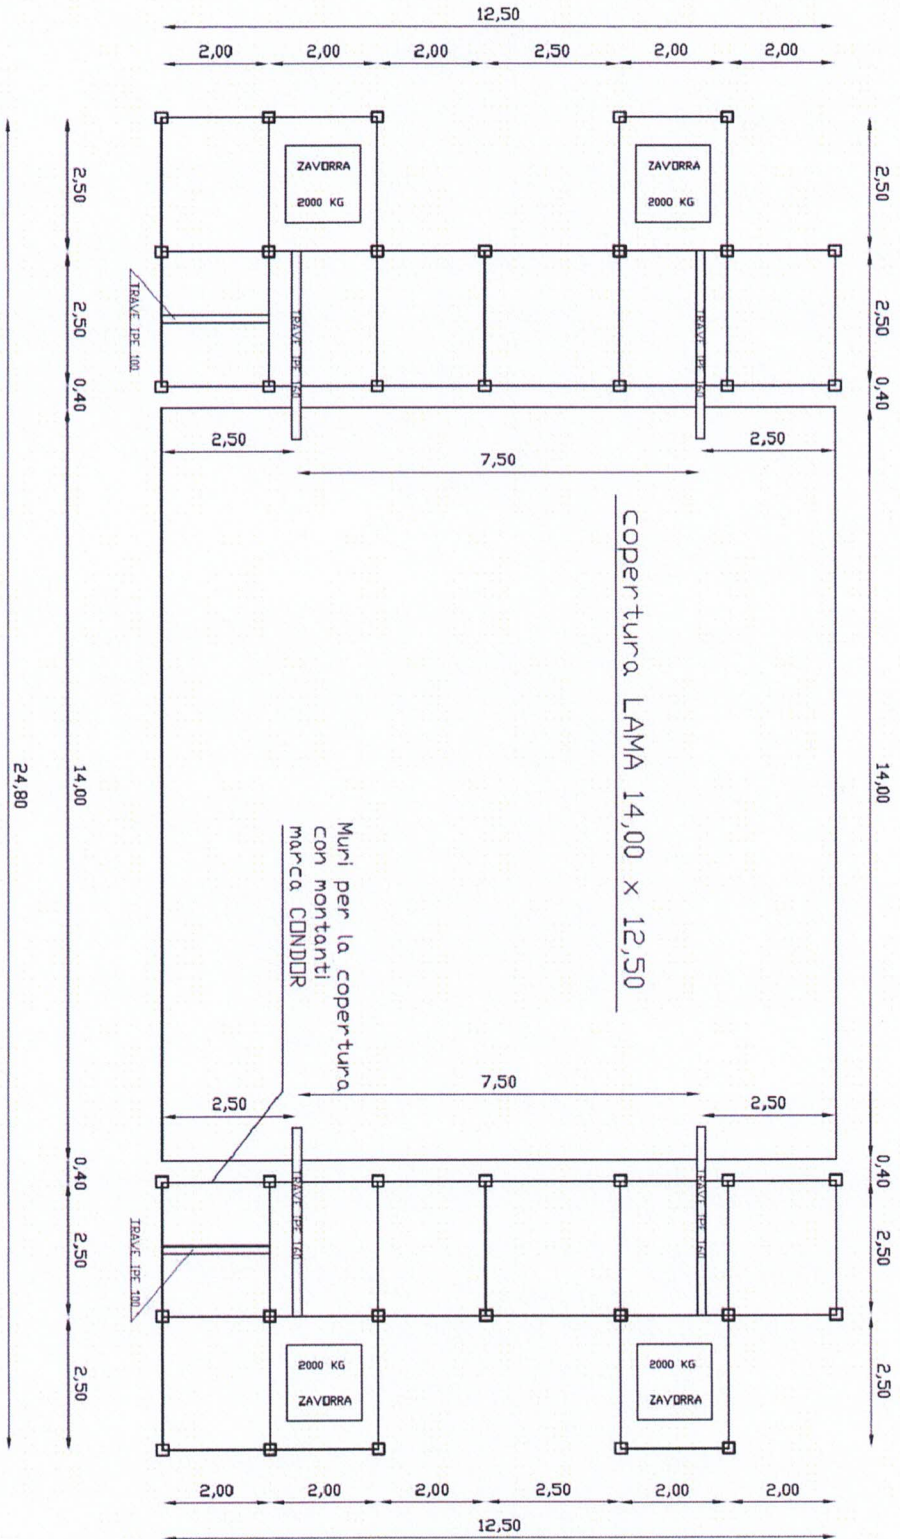 12,50
2,00 2,00 2,00 2,50 2,00 2,00
2,50
ZAVORRA
2000 KG
ZAVORRA
2000 KG
2,50
2,50
TRAVE IPE 100
TRAVE IPE 160
TRAVE IPE 160
2,50
0,40
0,40
2,50
7,50
2,50
copertura LAMA 14,00 x 12,50
14,00
14,00
24,80
Muri per la copertura
con montanti
marca CONDOR
2,50
7,50
2,50
0,40
0,40
TRAVE IPE 100
2,50
TRAVE IPE 160
TRAVE IPE 160
2,50
2,50
2000 KG
ZAVORRA
2000 KG
ZAVORRA
2,50
2,00 2,00 2,00 2,50 2,00 2,00
12,50